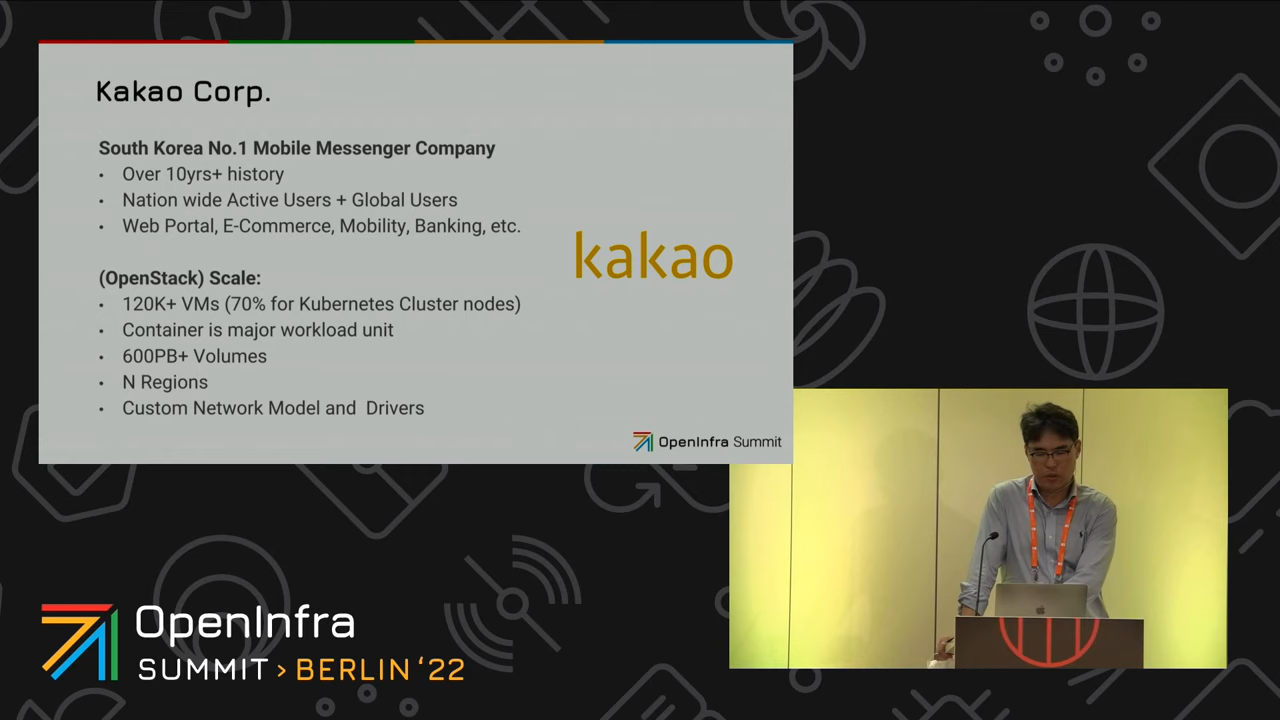 Kakao Corp.
South Korea No.1 Mobile Messenger Company
• Over 10yrs+ history
• Nation wide Active Users + Global Users
• Web Portal, E-Commerce, Mobility, Banking, etc.
(OpenStack) Scale:
• 120K+ VMs (70% for Kubernetes Cluster nodes)
• Container is major workload unit
• 600PB+ Volumes
• N Regions
• Custom Network Model and Drivers
kakao
OpenInfra Summit
OpenInfra
SUMMIT > BERLIN ‘22